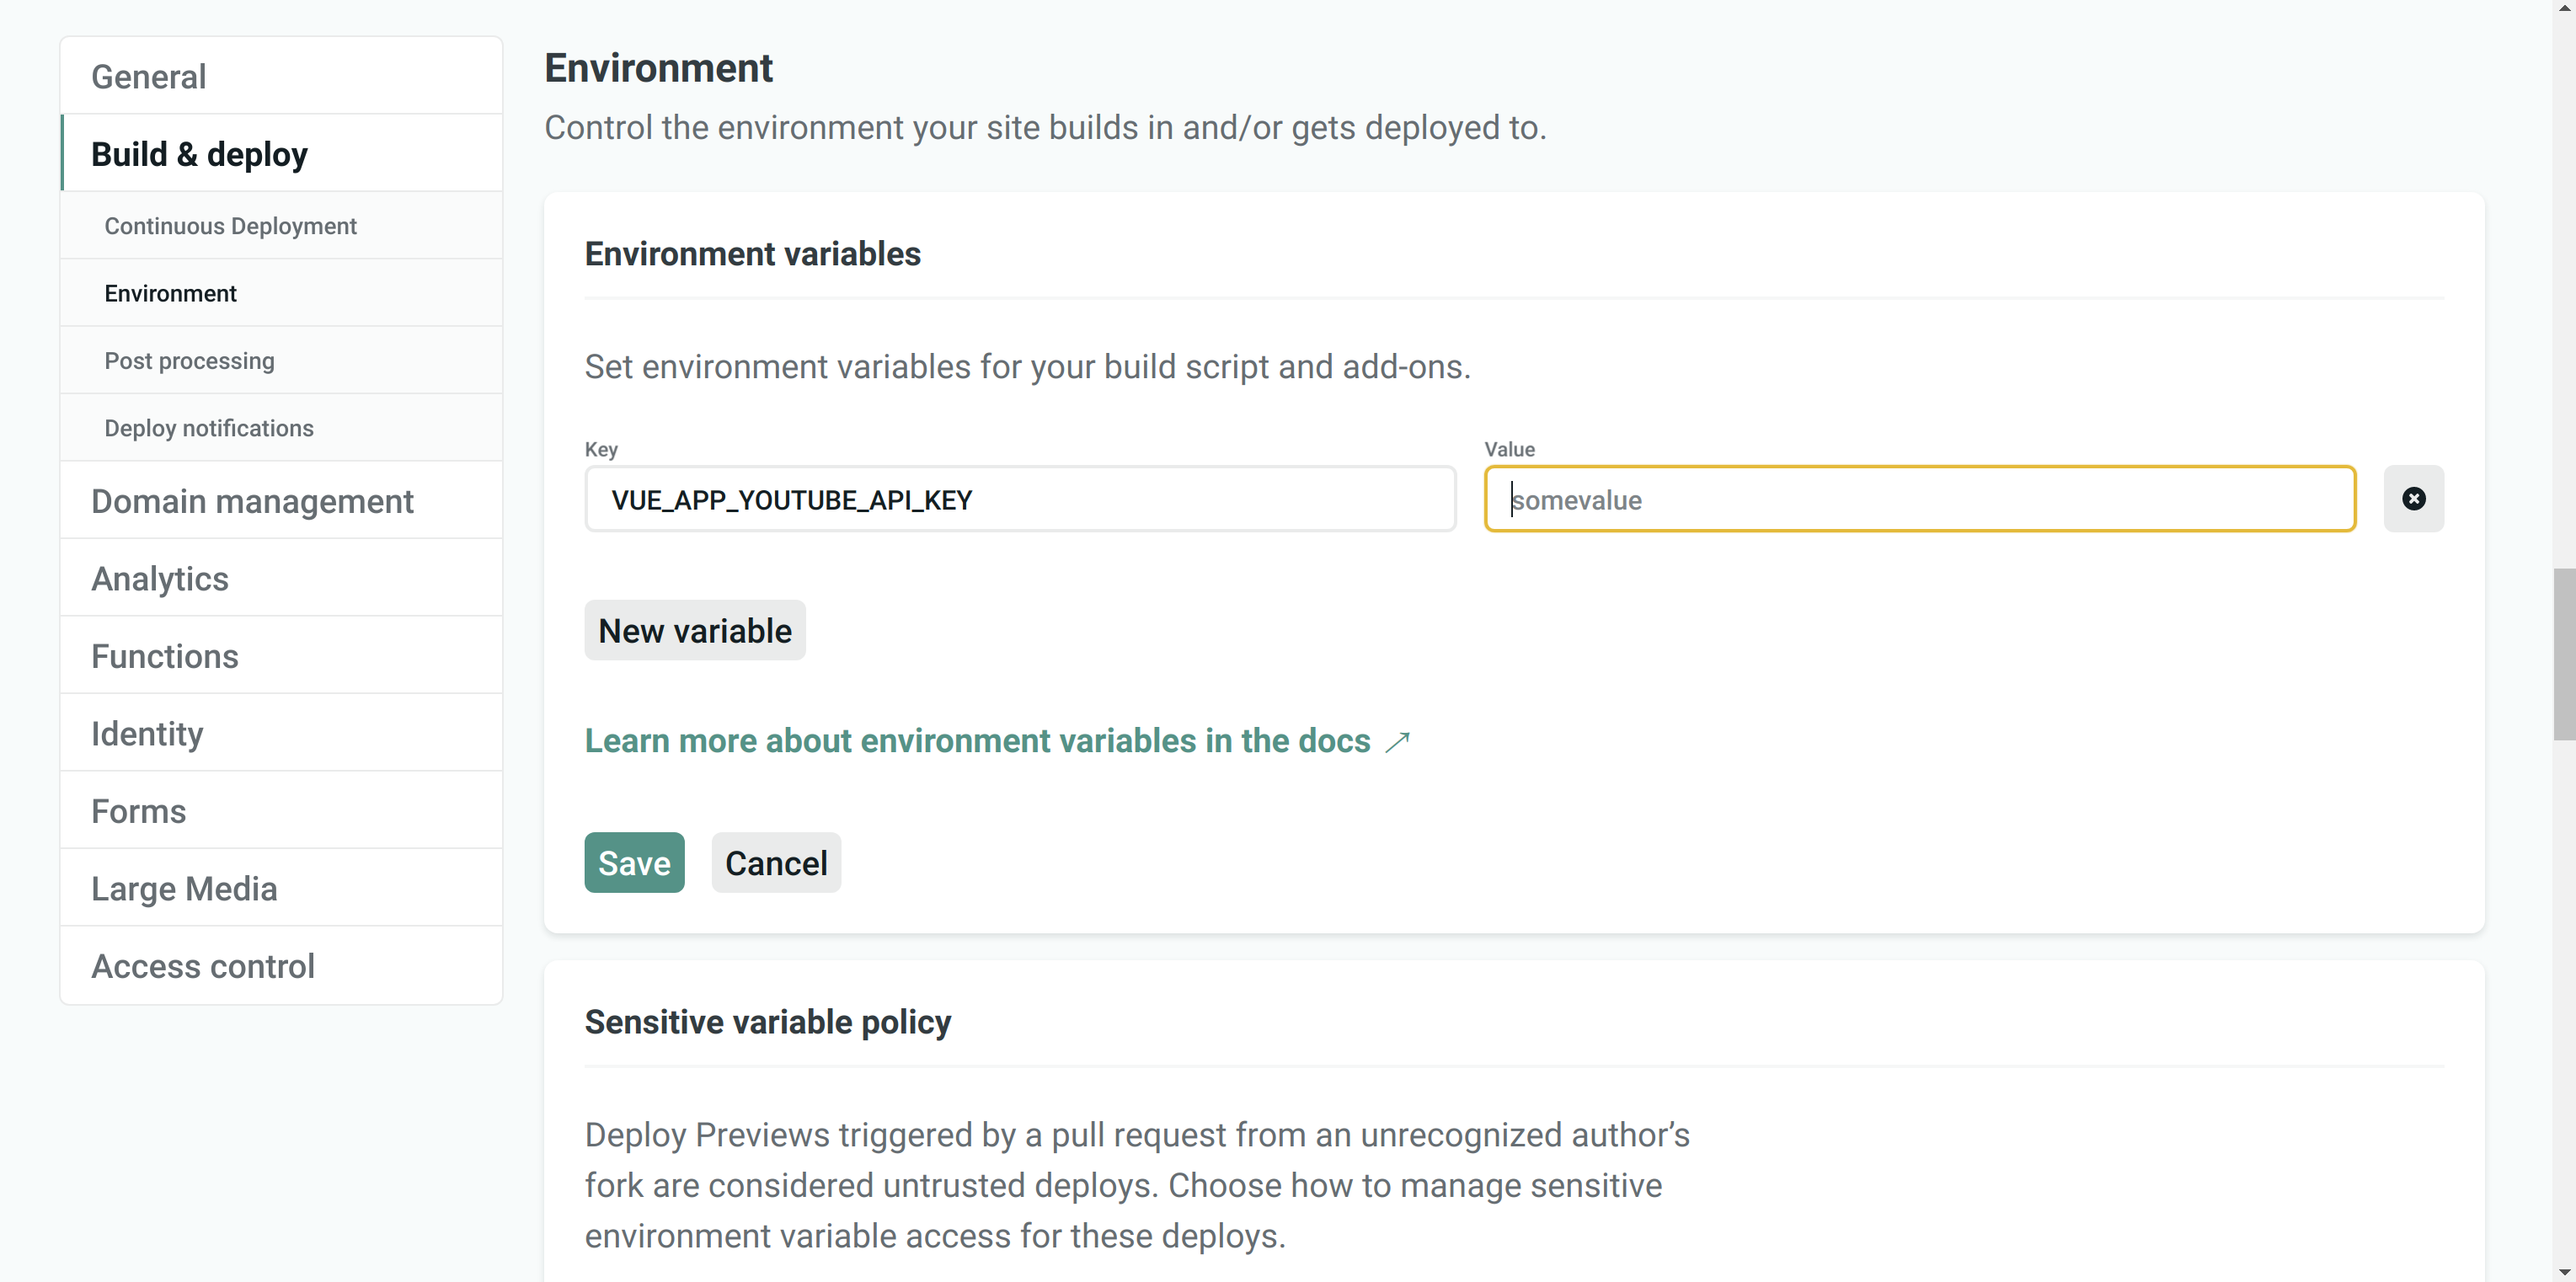 General
Build & deploy
Continuous Deployment
Environment
Post processing
Deploy notifications
Domain management
Analytics
Functions
Identity
Forms
Large Media
Access control
Environment
Control the environment your site builds in and/or gets deployed to.
Environment variables
Set environment variables for your build script and add-ons.
Key
Value
VUE_APP_YOUTUBE_API_KEY
somevalue
New variable
Learn more about environment variables in the docs
Save
Cancel
Sensitive variable policy
Deploy Previews triggered by a pull request from an unrecognized author’s
fork are considered untrusted deploys. Choose how to manage sensitive
environment variable access for these deploys.